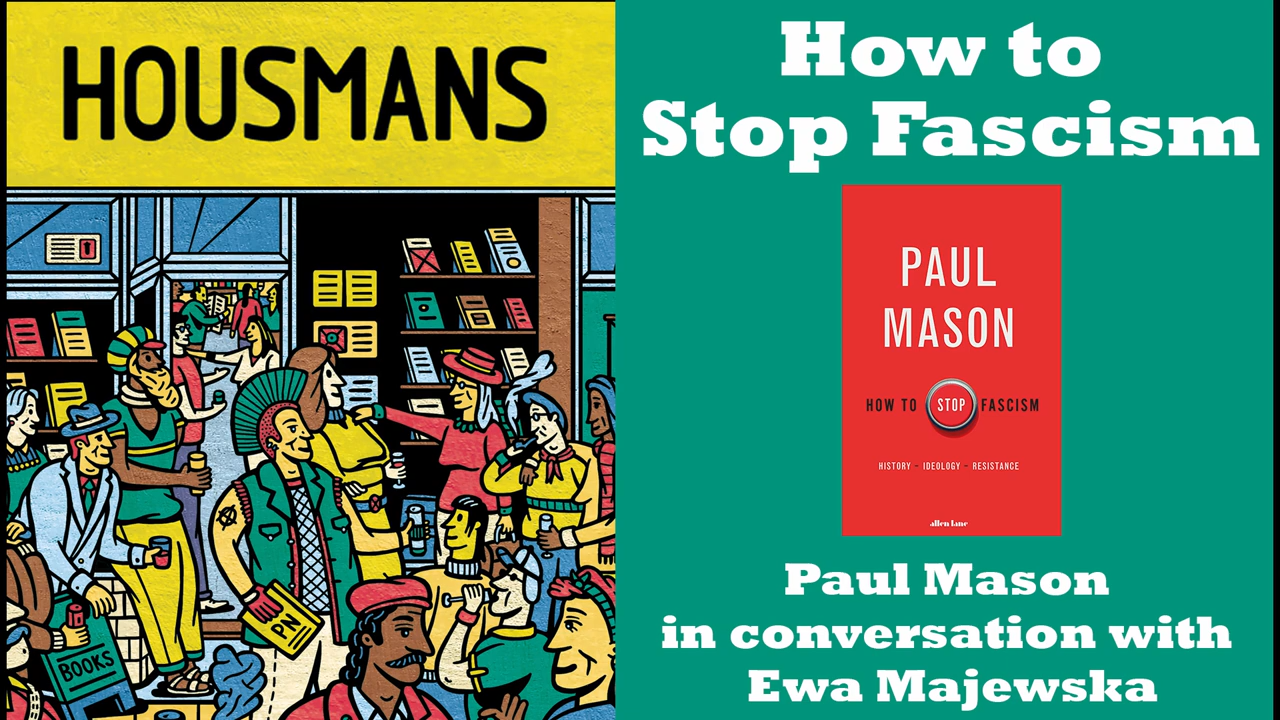 HOUSMANS
PN
BOOKS
How to
Stop Fascism
PAUL
MASON
HOW TO STOP FASCISM
HISTORY – IDEOLOGY – RESISTANCE
allen lane
Paul Mason
in conversation with
Ewa Majewska